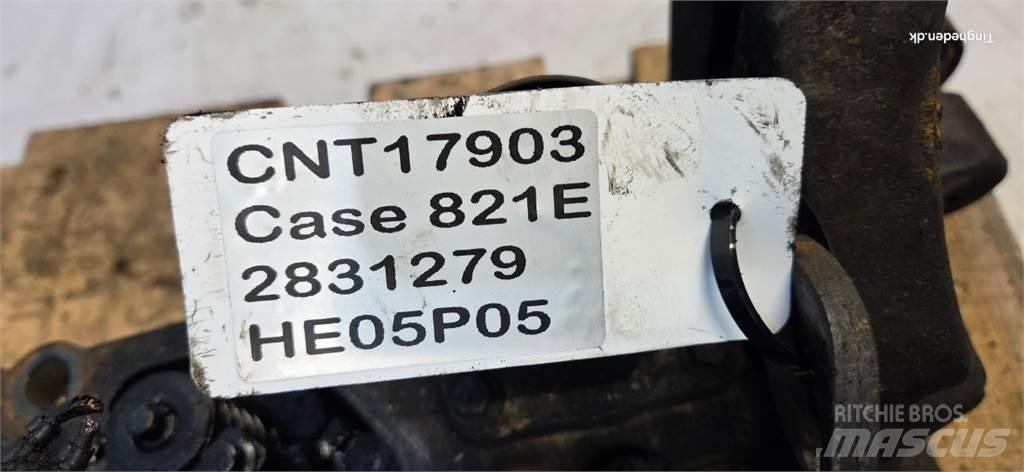 Tingheden.dk
CNT17903
Case 821E
2831279
HE05P05
RITCHIE BROS.
MASCUS